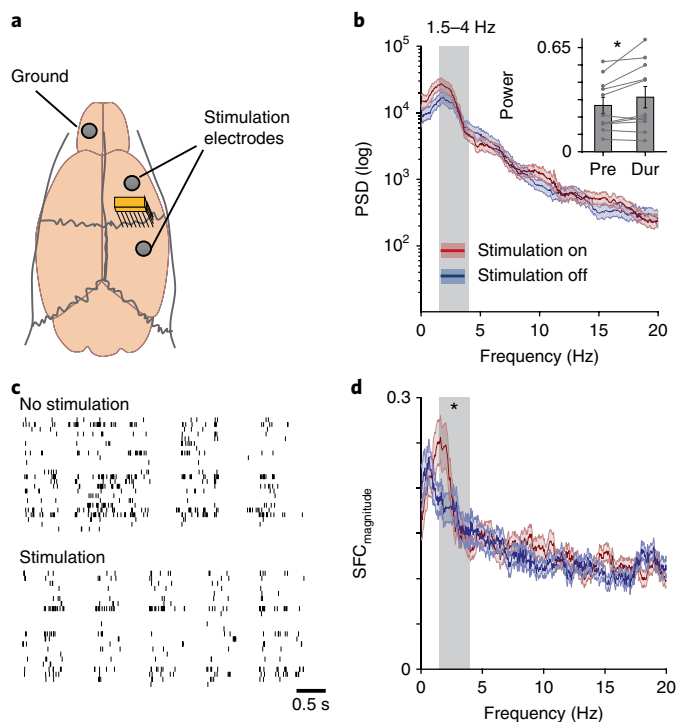 a
Ground
Stimulation
electrodes
b
1.5–4 Hz
10^5
10^4
10^3
10^2
PSD (log)
0
5
10
15
20
Frequency (Hz)
Stimulation on
Stimulation off
Power
0.65
0
*
Pre
Dur
c
No stimulation
Stimulation
0.5 s
d
0.3
0
SFC_magnitude
*
0
5
10
15
20
Frequency (Hz)